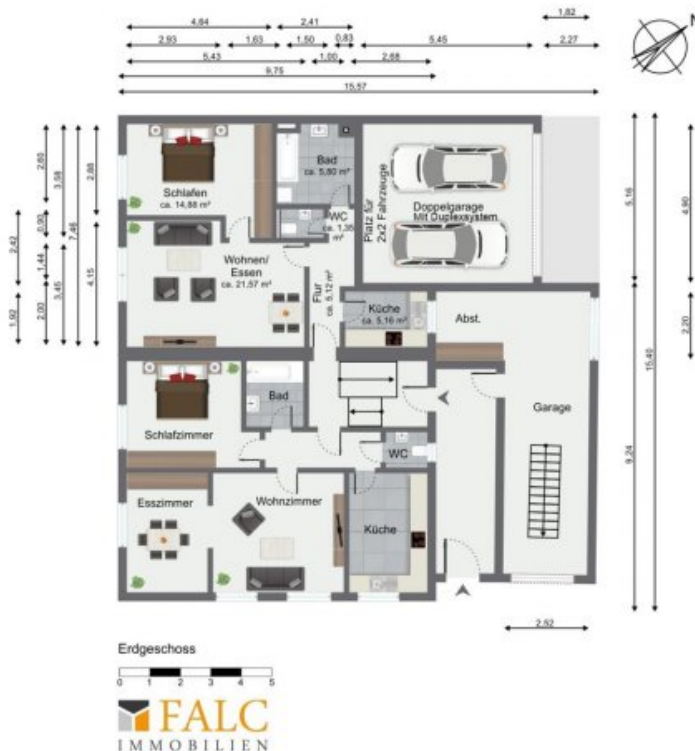 1,82
4,84
2,41
2,93
1,63
1,50
0,83
5,45
2,27
5,43
1,00
2,68
9,75
15,57
N
2,60
3,58
7,46
2,88
0,90
2,42
1,44
3,45
4,15
2,00
1,92
5,16
4,90
15,40
2,20
9,24
2,52
Schlafen
ca. 14,88 m²
Bad
ca. 5,80 m²
WC
ca. 1,35
m²
Platz für
2x2 Fahrzeuge
Doppelgarage
Mit Duplexsystem
Wohnen/
Essen
ca. 21,57 m²
Flur
ca. 5,12 m²
Küche
ca. 5,16 m²
Abst.
Bad
Schlafzimmer
Garage
WC
Esszimmer
Wohnzimmer
Küche
Erdgeschoss
0 1 2 3 4 5
FALC
IMMOBILIEN